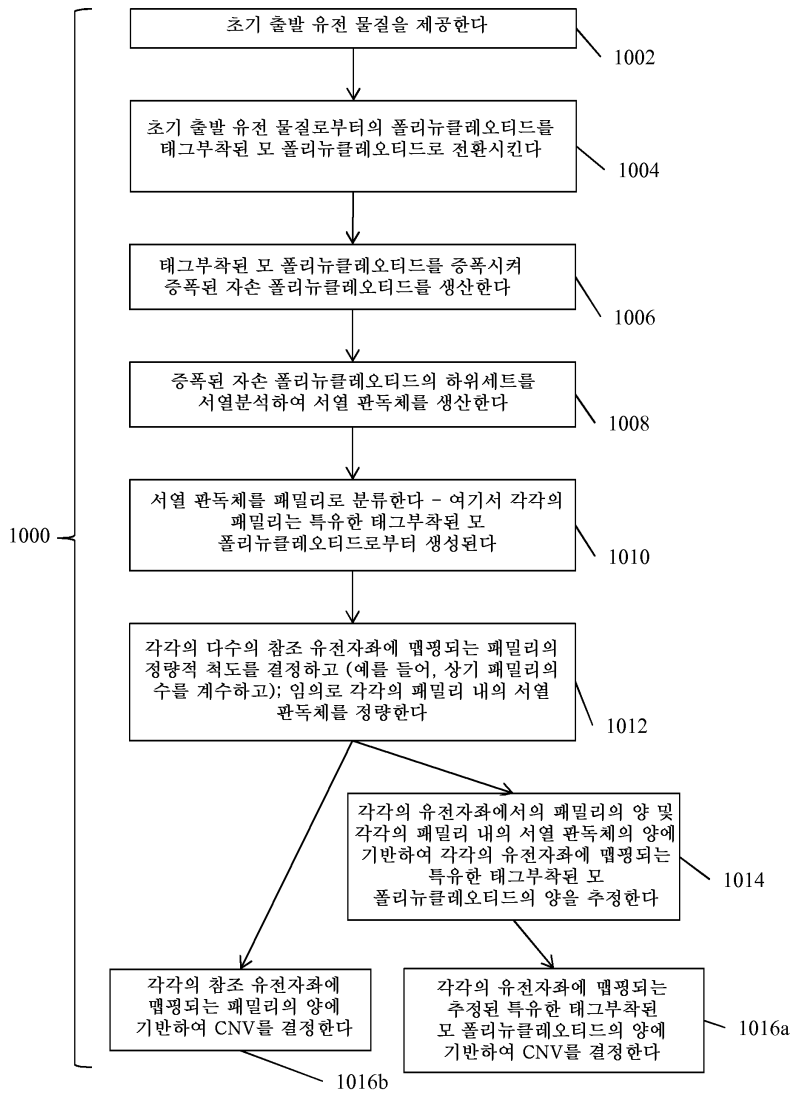 초기 출발 유전 물질을 제공한다
1002
초기 출발 유전 물질로부터의 폴리뉴클레오티드를
태그부착된 모 폴리뉴클레오티드로 전환시킨다
1004
태그부착된 모 폴리뉴클레오티드를 증폭시켜
증폭된 자손 폴리뉴클레오티드를 생산한다
1006
증폭된 자손 폴리뉴클레오티드의 하위세트를
서열분석하여 서열 판독체를 생산한다
1008
서열 판독체를 패밀리로 분류한다 – 여기서 각각의
패밀리는 특유한 태그부착된 모
폴리뉴클레오티드로부터 생성된다
1000
1010
각각의 다수의 참조 유전자좌에 맵핑되는 패밀리의
정량적 척도를 결정하고 (예를 들어, 상기 패밀리의
수를 계수하고); 임의로 각각의 패밀리 내의 서열
판독체를 정량한다
1012
각각의 유전자좌에서의 패밀리의 양 및
각각의 패밀리 내의 서열 판독체의 양에
기반하여 각각의 유전자좌에 맵핑되는
특유한 태그부착된 모
폴리뉴클레오티드의 양을 추정한다
1014
각각의 참조 유전자좌에
맵핑되는 패밀리의 양에
기반하여 CNV를 결정한다
1016b
각각의 유전자좌에 맵핑되는
추정된 특유한 태그부착된
모 폴리뉴클레오티드의 양에
기반하여 CNV를 결정한다
1016a